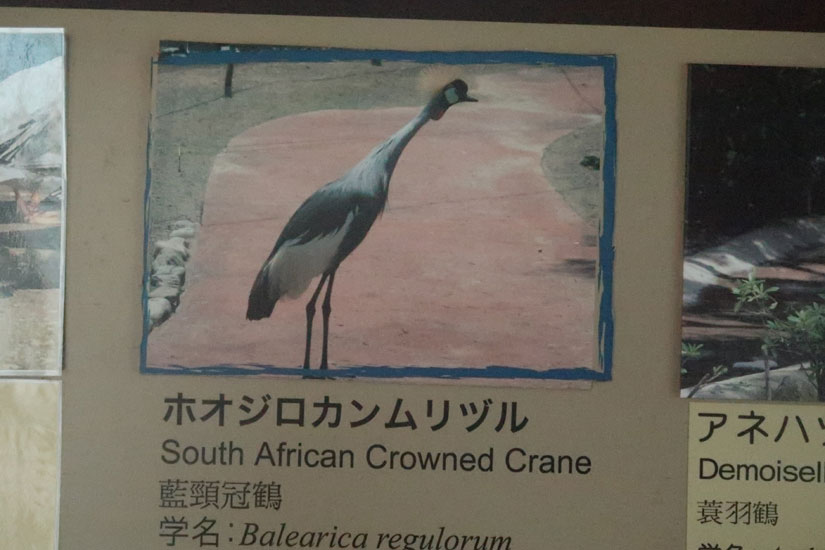 ホオジロカンムリヅル
South African Crowned Crane
藍頸冠鶴
学名:Balearica regulorum
アネハ
Demoisell
蓑羽鶴